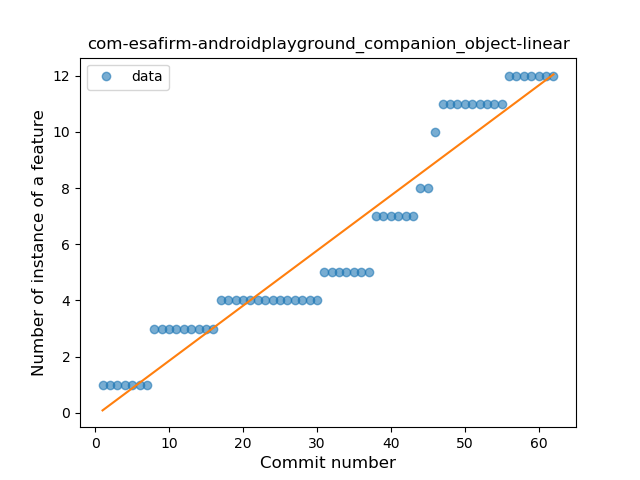 com-esafirm-androidplayground_companion_object-linear
data
Number of instance of a feature
12
10
8
6
4
2
0
0 10 20 30 40 50 60
Commit number